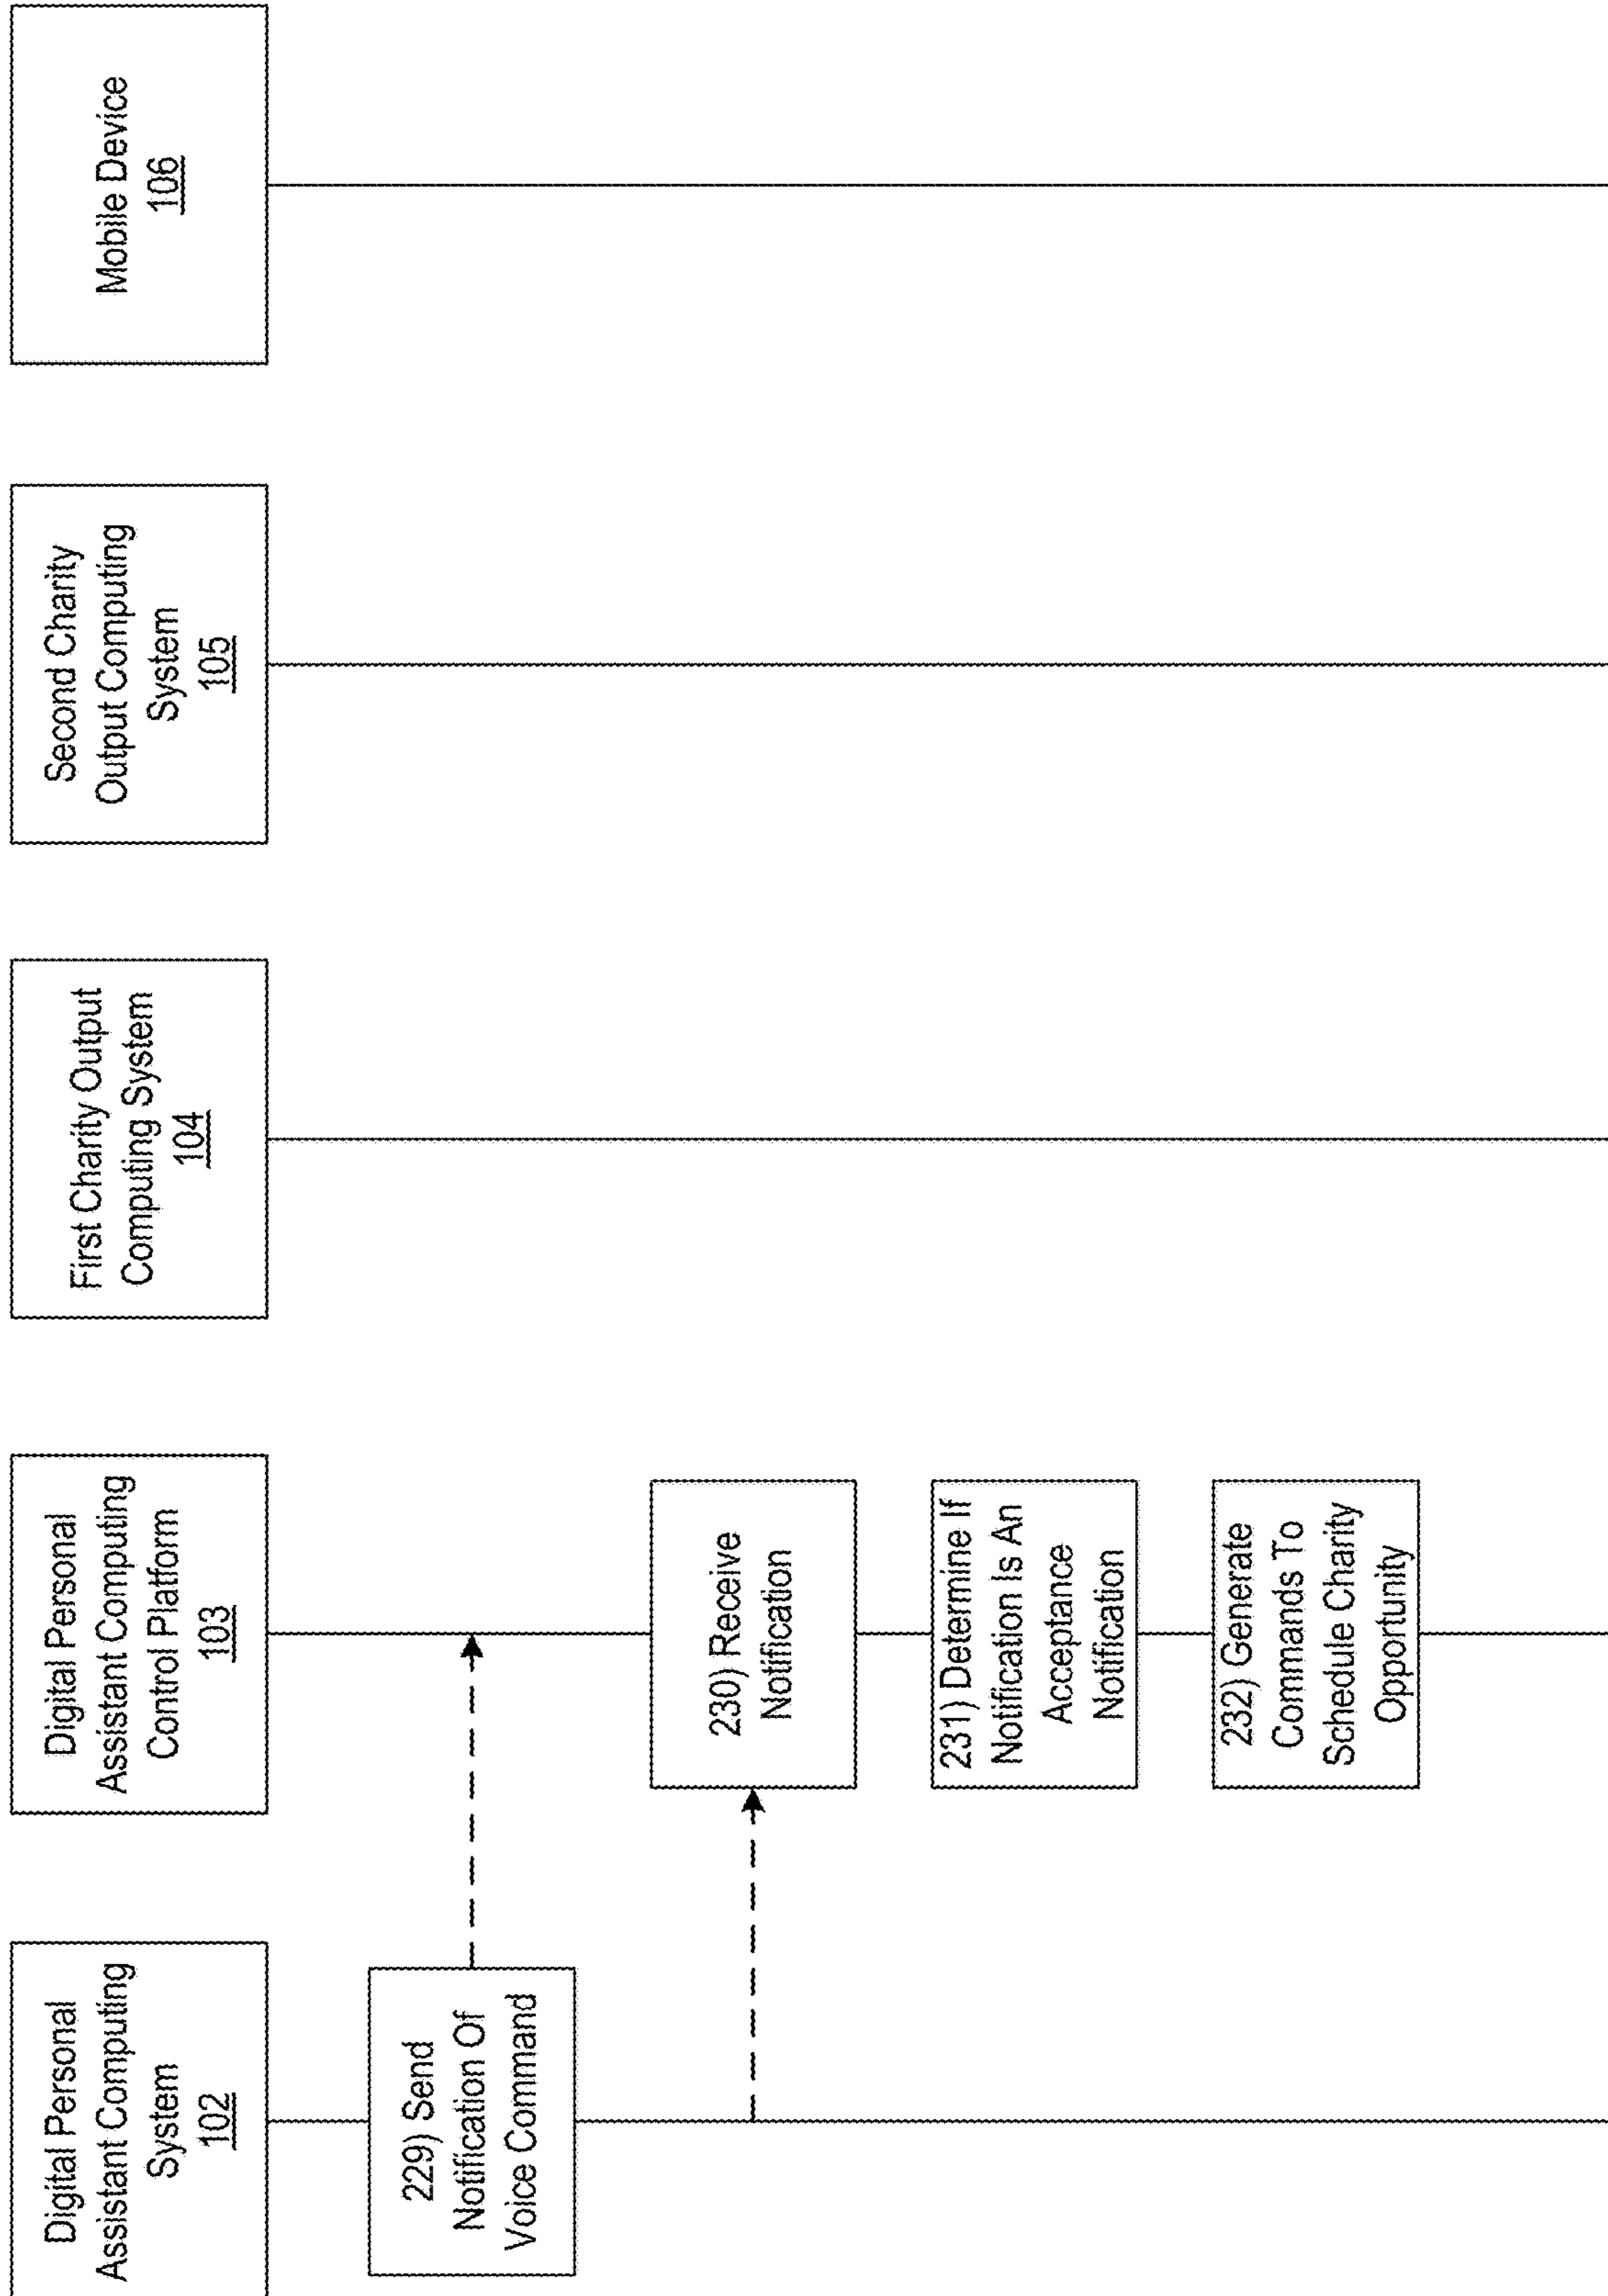 Digital Personal
Assistant Computing
System
102
Digital Personal
Assistant Computing
Control Platform
103
First Charity Output
Computing System
104
Second Charity
Output Computing
System
105
Mobile Device
106
229) Send
Notification Of
Voice Command
230) Receive
Notification
231) Determine If
Notification Is An
Acceptance
Notification
232) Generate
Commands To
Schedule Charity
Opportunity